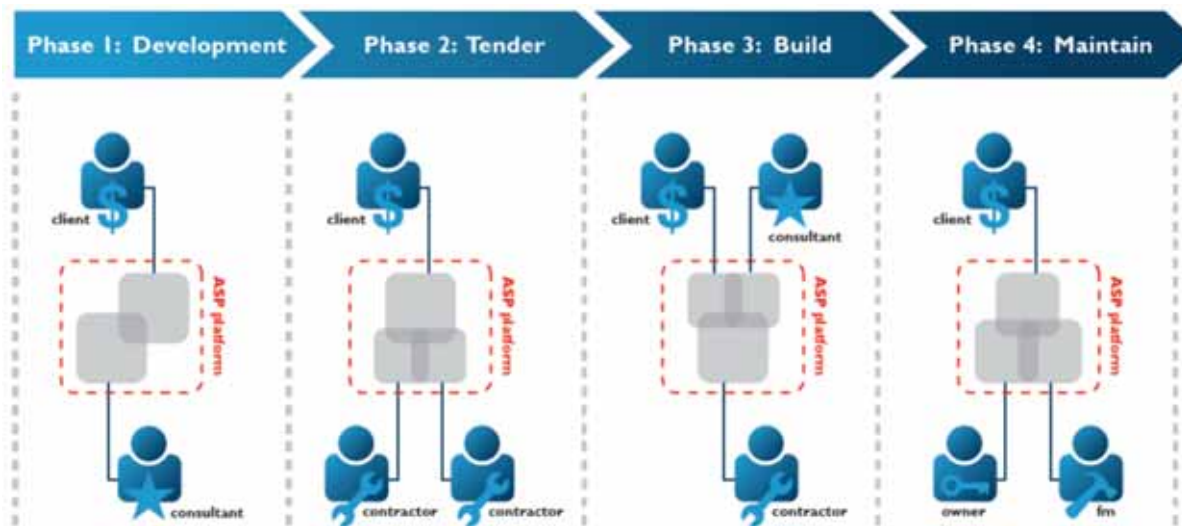 Phase 1: Development
Phase 2: Tender
Phase 3: Build
Phase 4: Maintain
client
ASP platform
consultant
client
ASP platform
contractor
contractor
client
consultant
ASP platform
contractor
client
ASP platform
owner
fm